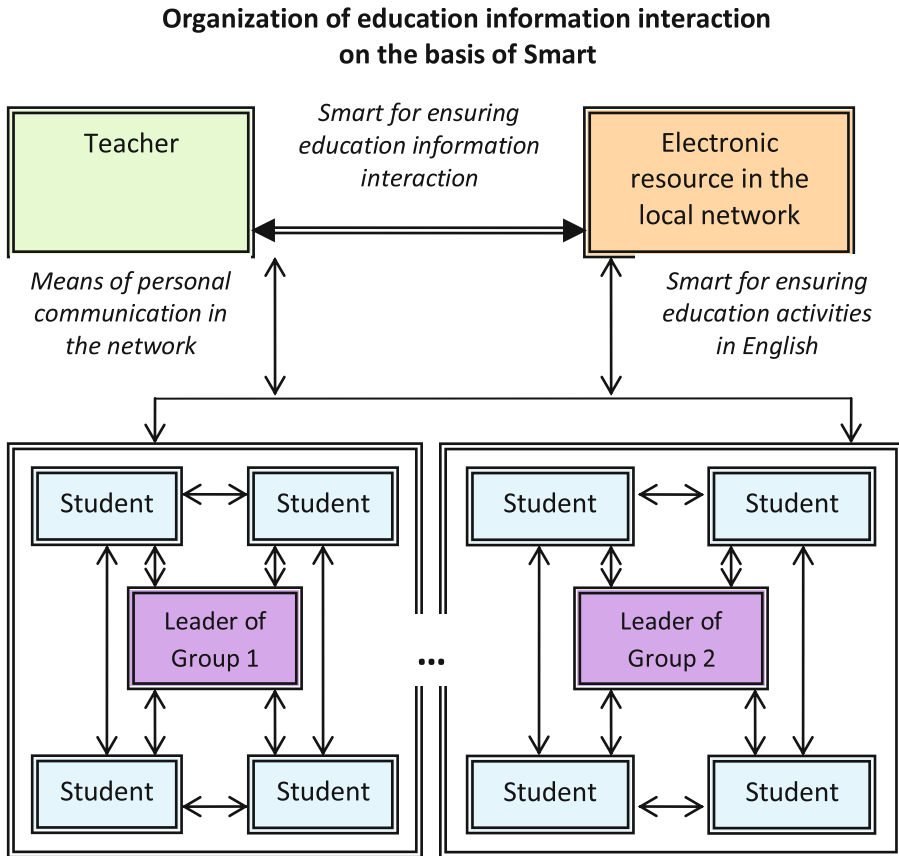 Organization of education information interaction
on the basis of Smart
Teacher
Smart for ensuring
education information
interaction
Electronic
resource in the
local network
Means of personal
communication in
the network
Smart for ensuring
education activities
in English
Student
Student
Leader of
Group 1
Student
Student
...
Student
Student
Leader of
Group 2
Student
Student